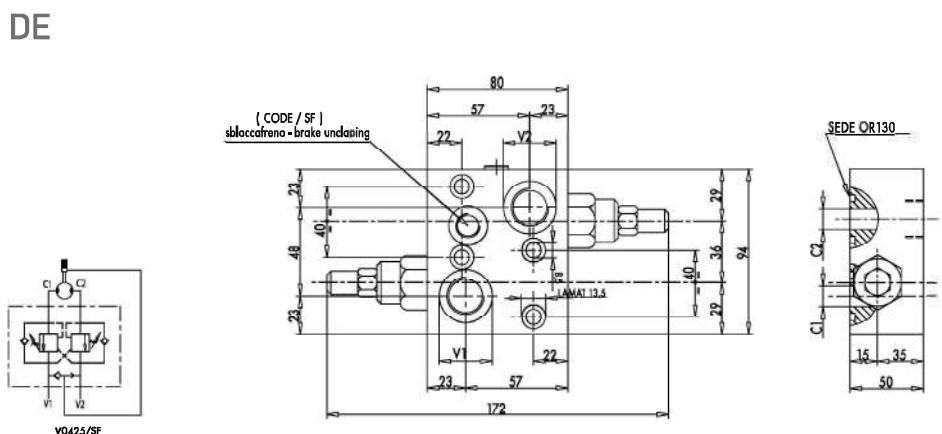 DE
80
57
23
( CODE / SF )
sbloccafreno - brake unclaping
22
V2
SEDE OR130
23
29
40
=
=
48
36
94
C2
40
=
=
LAMAT 13,5
C1
C2
23
29
C1
V1
22
15
35
23
57
50
172
V1
V2
V0425/SF